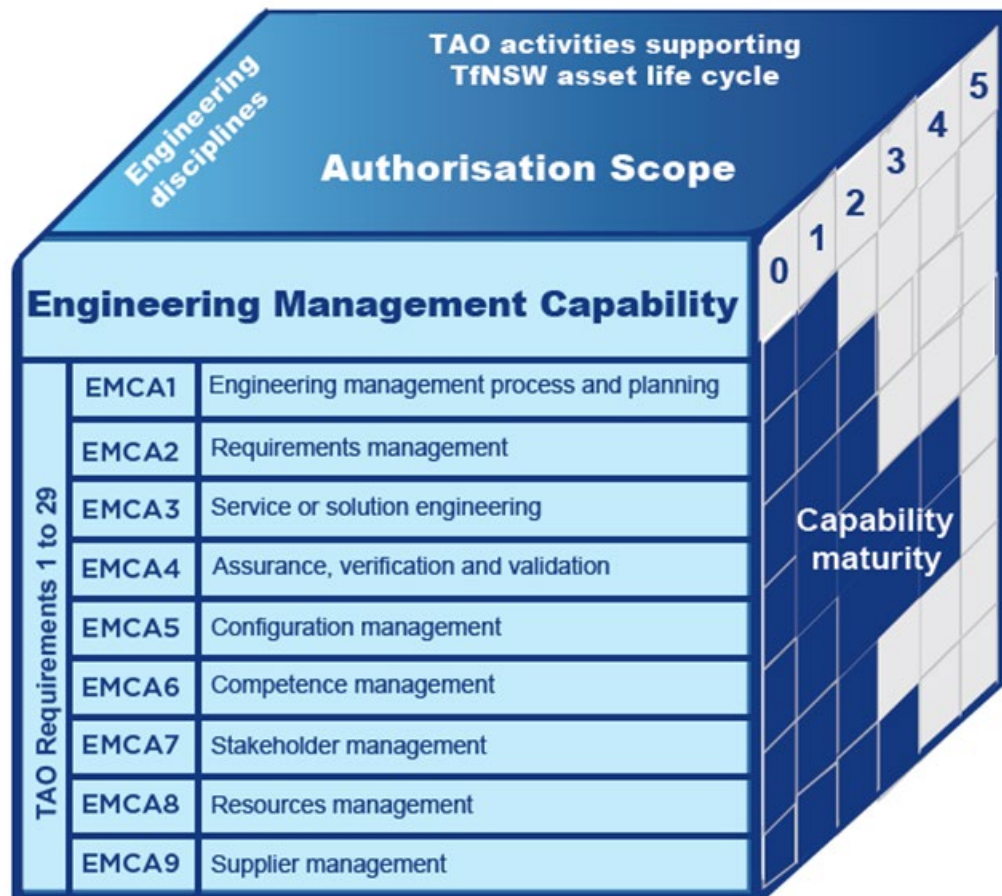 TAO activities supporting
TfNSW asset life cycle
Engineering
disciplines
Authorisation Scope
0 1 2 3 4 5
Engineering Management Capability
TAO Requirements 1 to 29
EMCA1 Engineering management process and planning
EMCA2 Requirements management
EMCA3 Service or solution engineering
EMCA4 Assurance, verification and validation
EMCA5 Configuration management
EMCA6 Competence management
EMCA7 Stakeholder management
EMCA8 Resources management
EMCA9 Supplier management
Capability
maturity